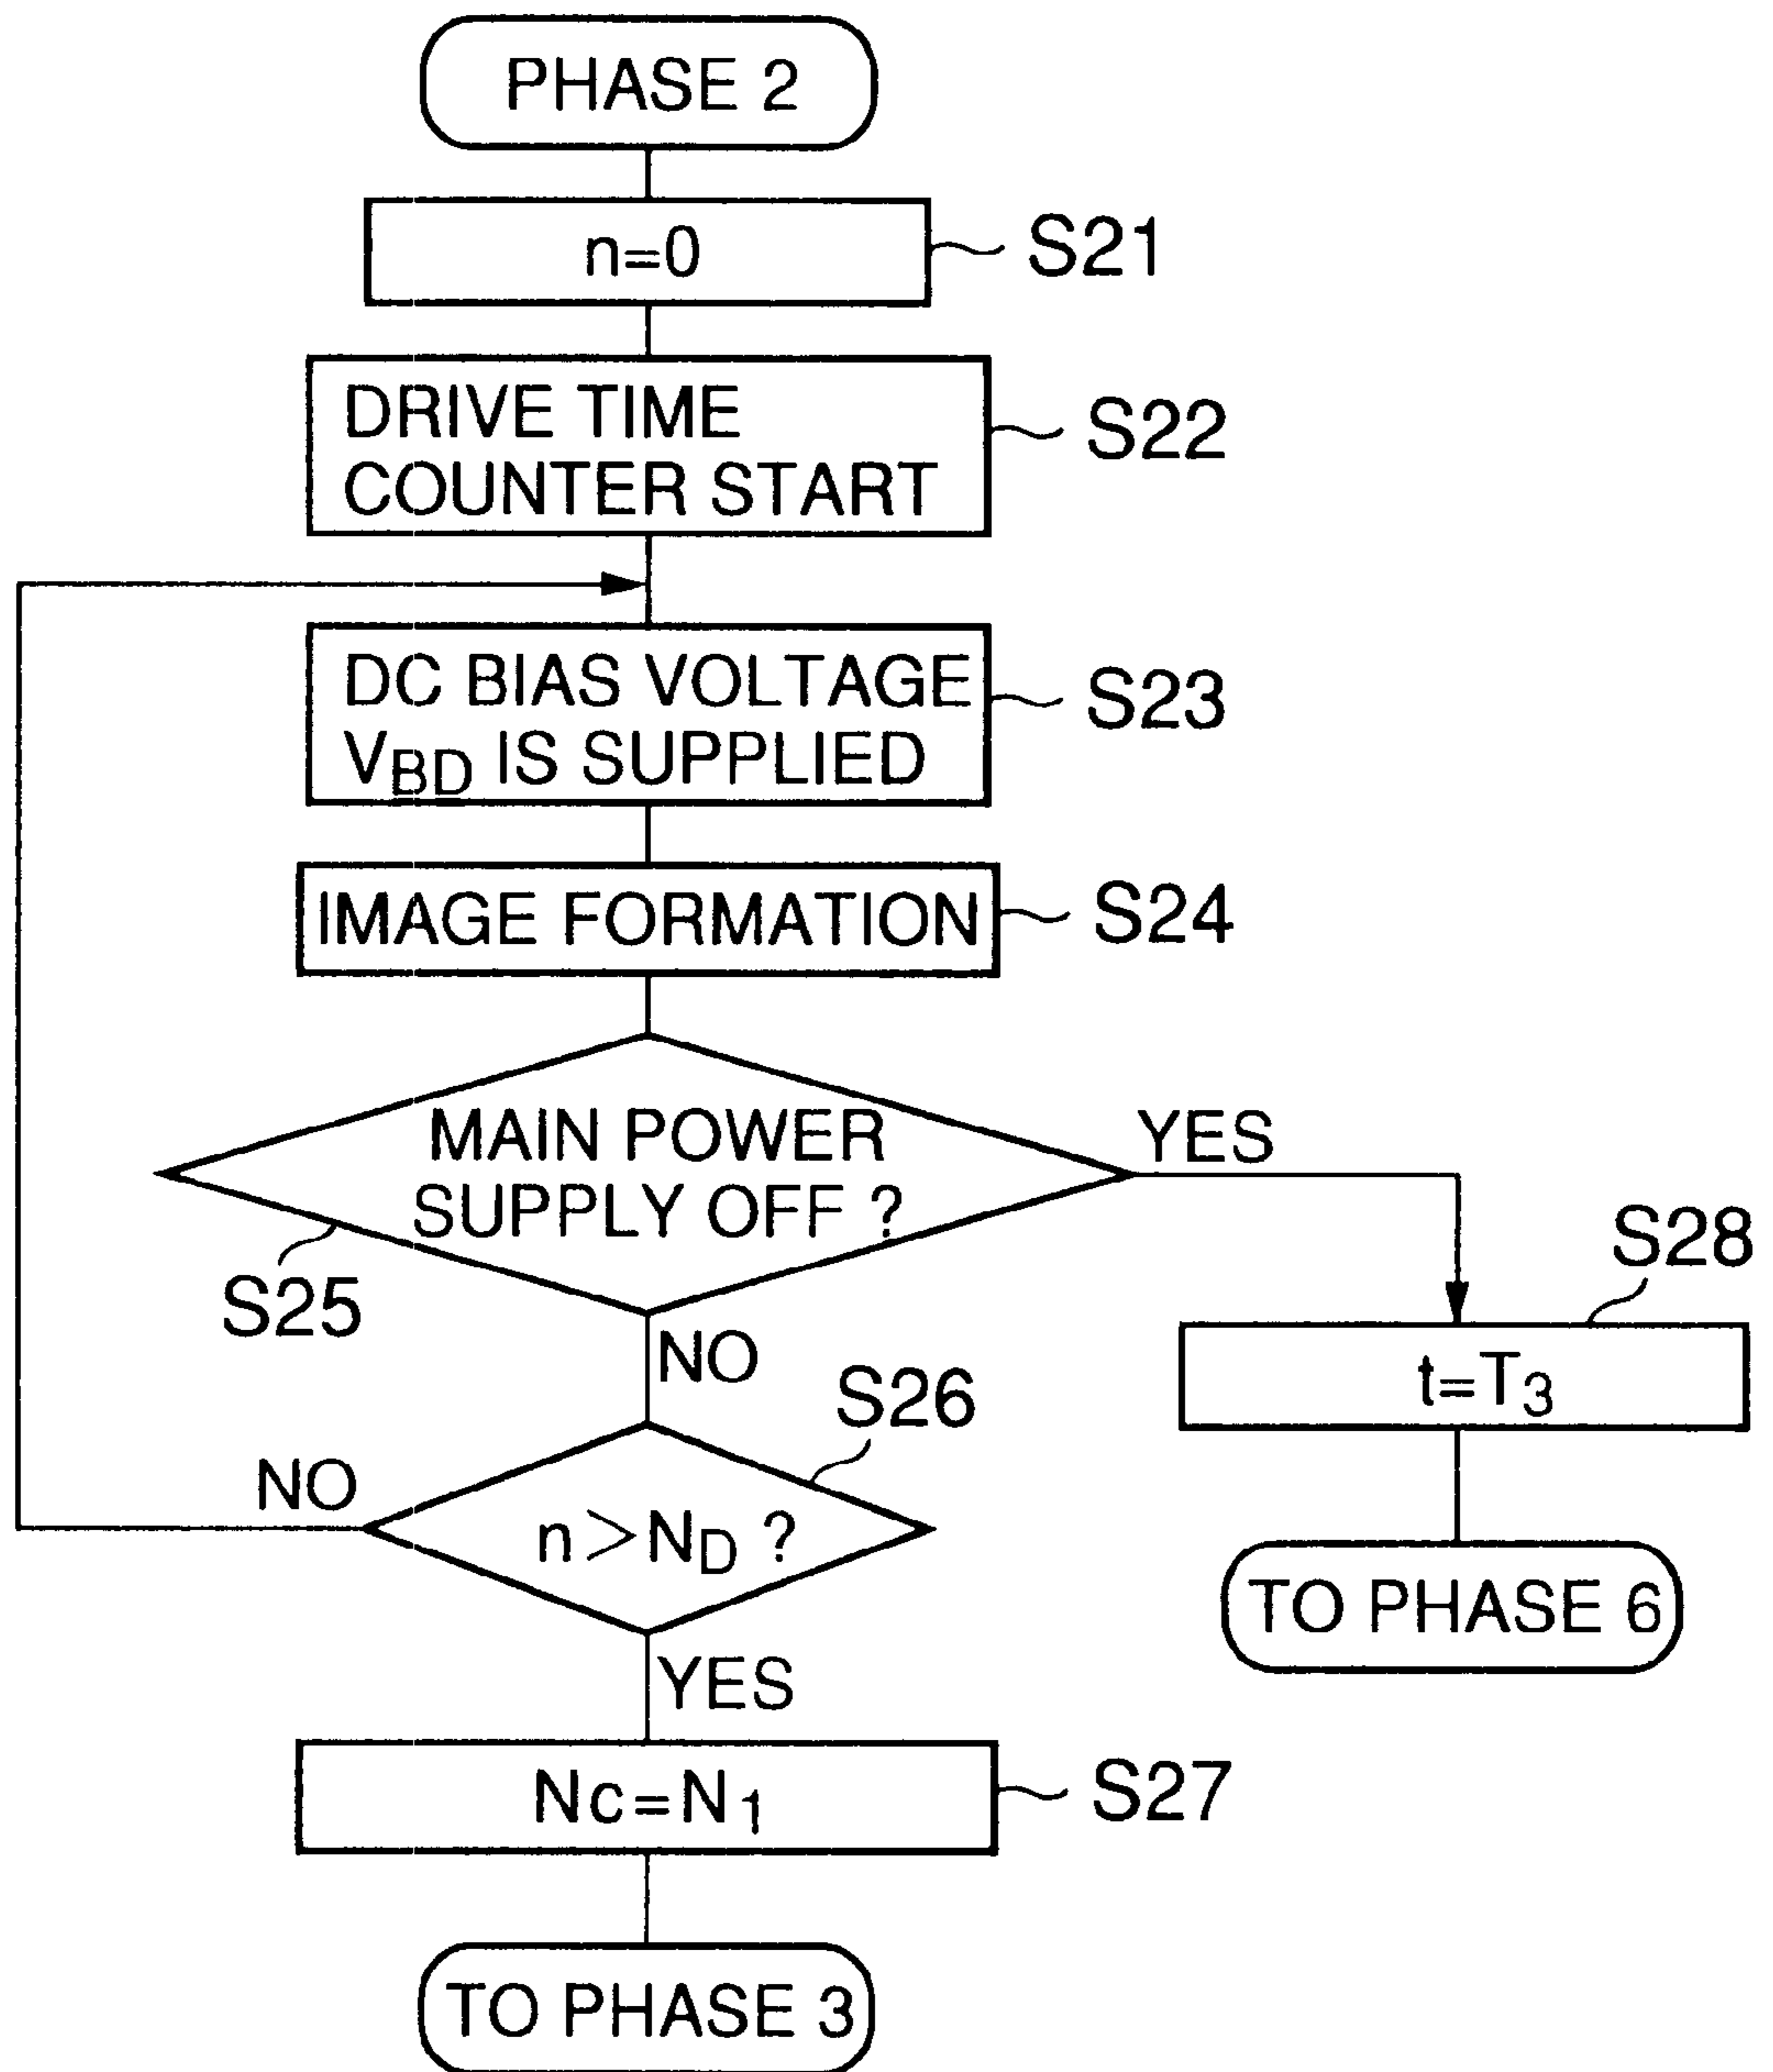 PHASE 2
n=0
S21
DRIVE TIME
COUNTER START
S22
DC BIAS VOLTAGE
VBD IS SUPPLIED
S23
IMAGE FORMATION
S24
MAIN POWER
SUPPLY OFF ?
YES
S25
NO
S28
t=T3
TO PHASE 6
S26
NO
n>ND ?
YES
Nc=N1
S27
TO PHASE 3